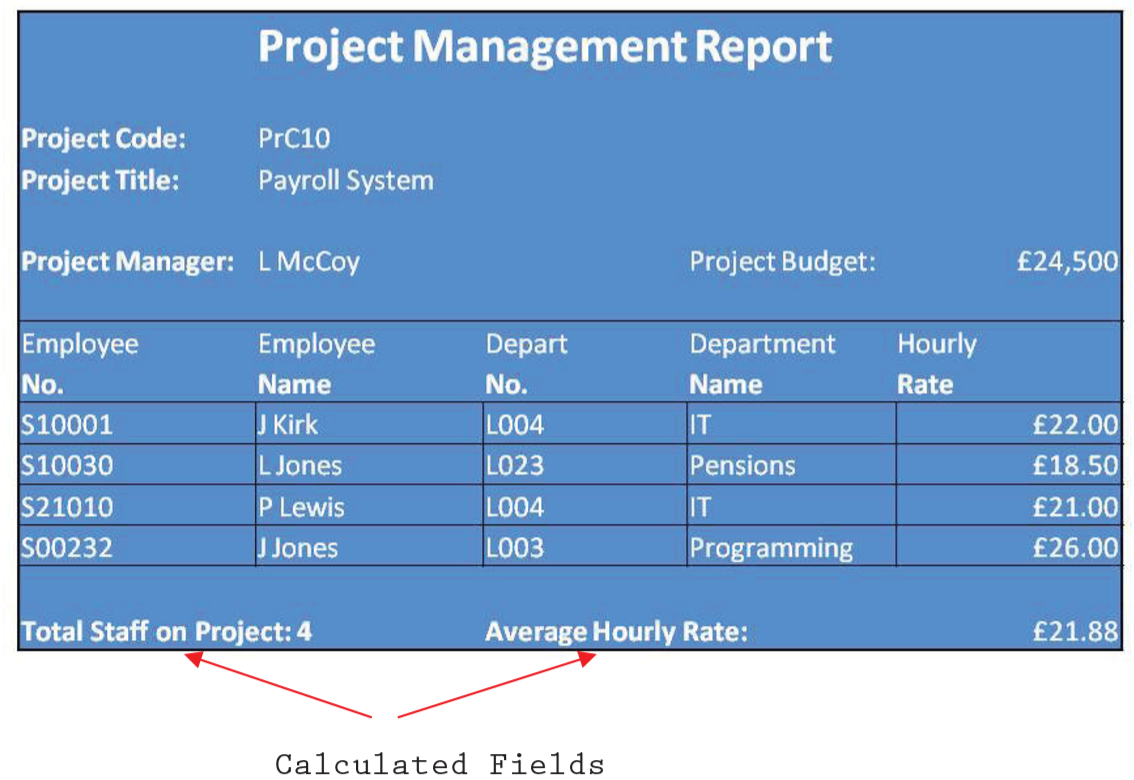 Project Management Report
Project Code: PrC10
Project Title: Payroll System
Project Manager: L McCoy Project Budget: £24,500
Employee Employee Depart Department Hourly
No. Name No. Name Rate
S10001 J Kirk L004 IT £22.00
S10030 L Jones L023 Pensions £18.50
S21010 P Lewis L004 IT £21.00
S00232 J Jones L003 Programming £26.00
Total Staff on Project: 4 Average Hourly Rate: £21.88
Calculated Fields